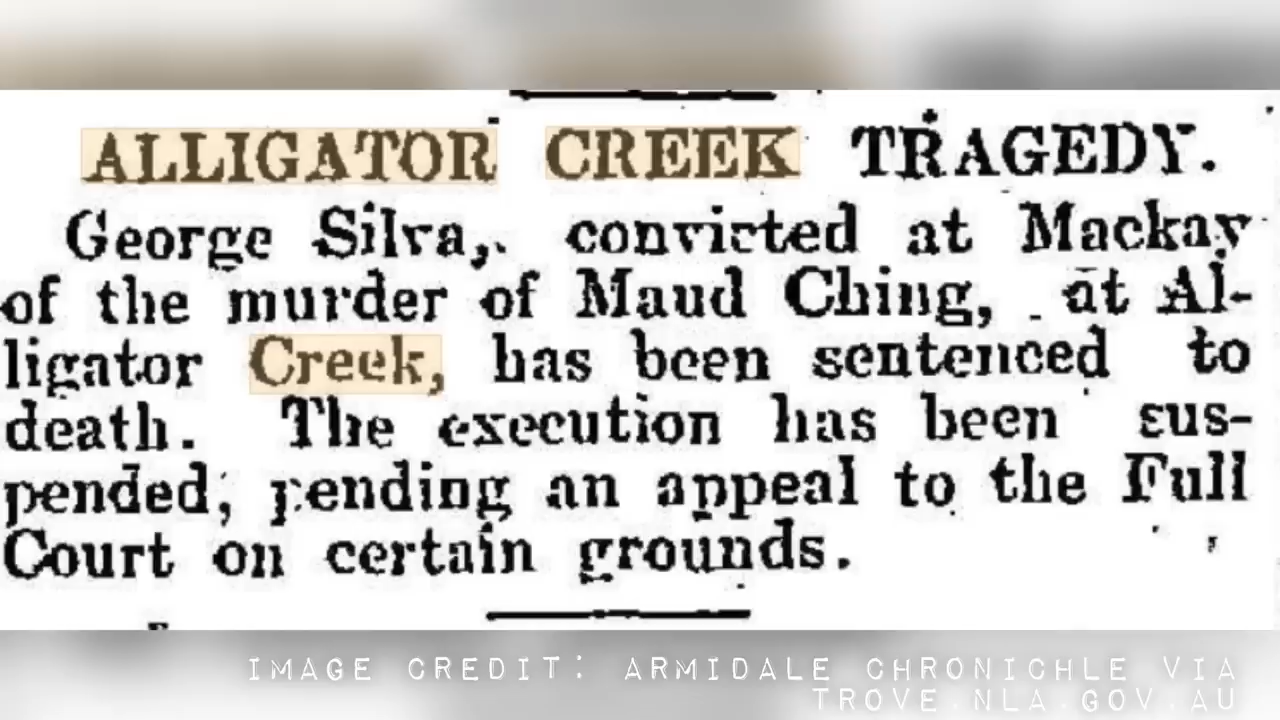 ALLIGATOR CREEK TRAGEDY.
George Silva, convicted at Mackay
of the murder of Maud Ching, at Al-
ligator Creek, has been sentenced to
death. The execution has been sus-
pended, pending an appeal to the Full
Court on certain grounds.
IMAGE CREDIT: ARMIDALE CHRONICHLE VIA
TROVE.NLA.GOV.AU